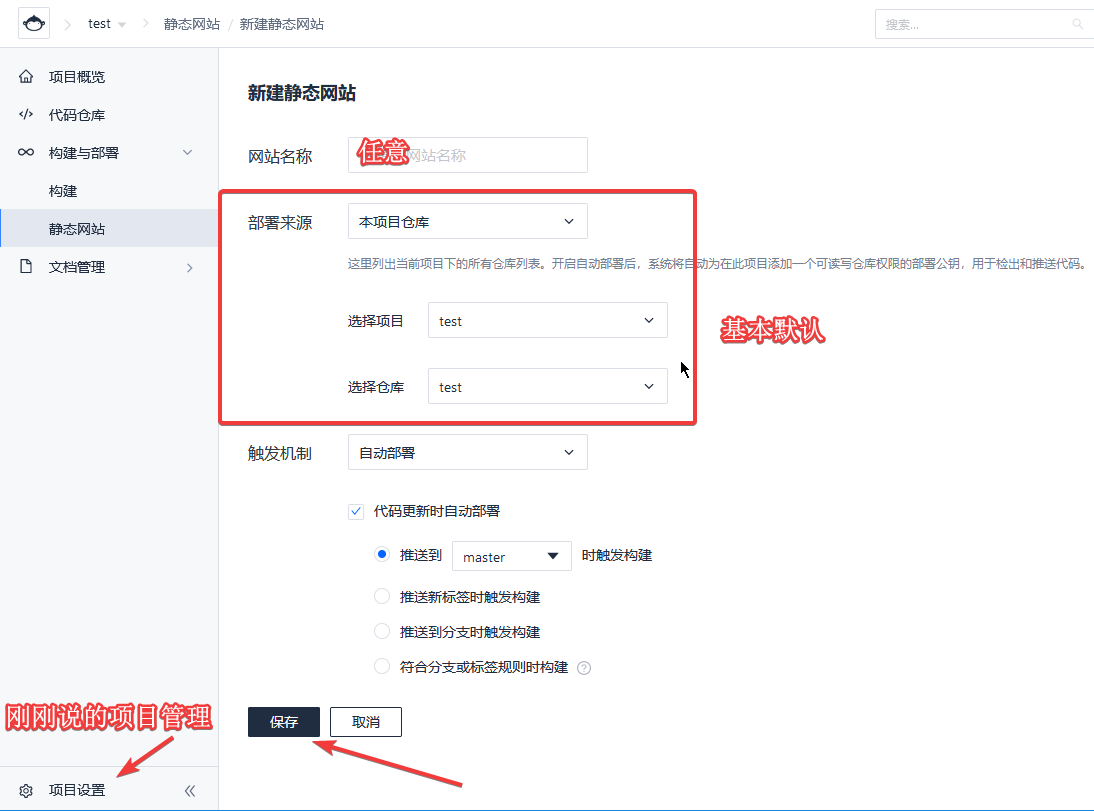 test 静态网站 / 新建静态网站
搜索...
项目概览
代码仓库
构建与部署
构建
静态网站
文档管理
新建静态网站
网站名称 任意 网站名称
部署来源 本项目仓库
这里列出当前项目下的所有仓库列表。开启自动部署后，系统将自动为在此项目添加一个可读写仓库权限的部署公钥，用于检出和推送代码。
选择项目 test
基本默认
选择仓库 test
触发机制 自动部署
代码更新时自动部署
推送到 master 时触发构建
推送新标签时触发构建
推送到分支时触发构建
符合分支或标签规则时构建 ?
刚刚说的项目管理
保存 取消
项目设置